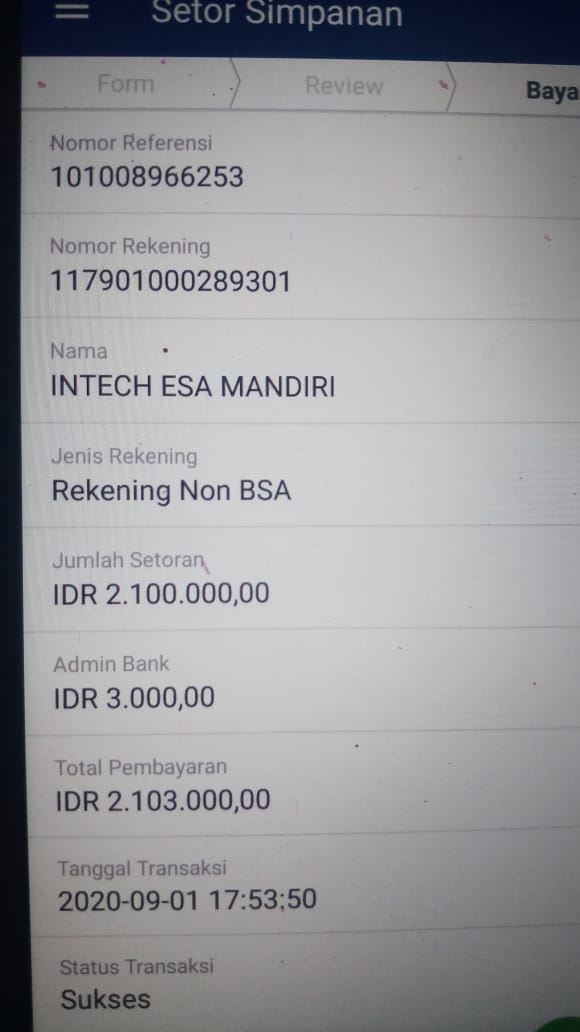 Setor Simpanan
Form
Review
Baya
Nomor Referensi
101008966253
Nomor Rekening
117901000289301
Nama
INTECH ESA MANDIRI
Jenis Rekening
Rekening Non BSA
Jumlah Setoran
IDR 2.100.000,00
Admin Bank
IDR 3.000,00
Total Pembayaran
IDR 2.103.000,00
Tanggal Transaksi
2020-09-01 17:53:50
Status Transaksi
Sukses